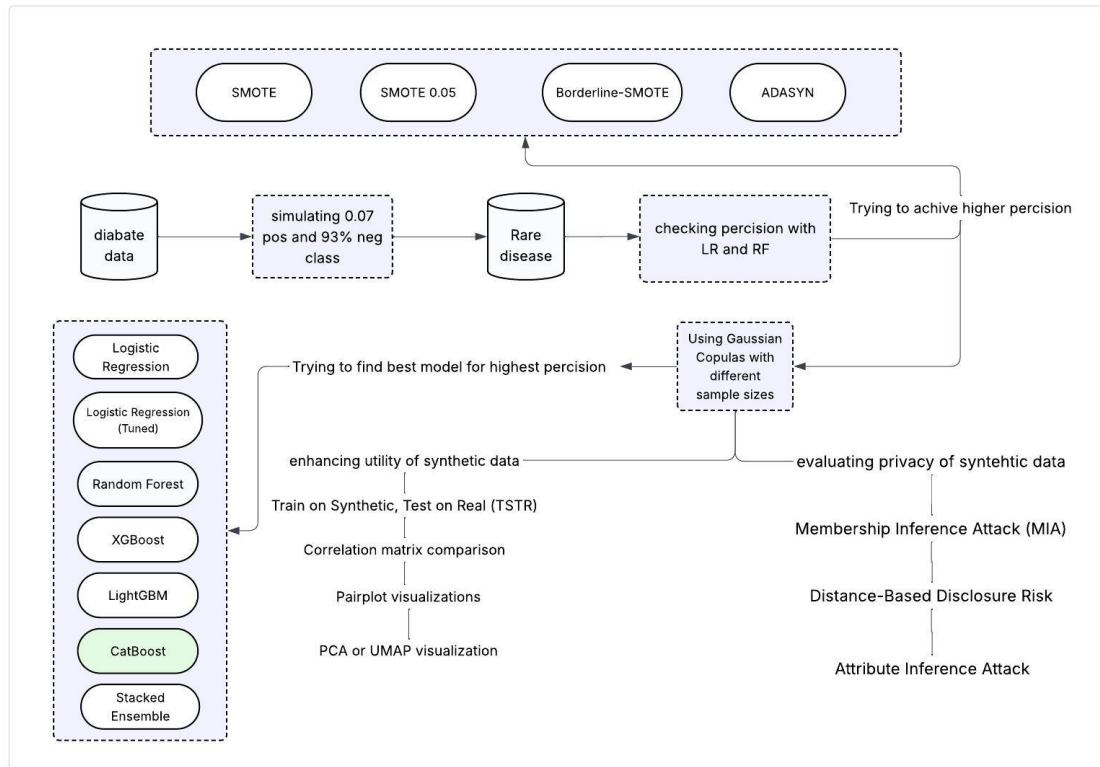 SMOTE
SMOTE 0.05
Borderline-SMOTE
ADASYN
diabate
data
simulating 0.07
pos and 93% neg
class
Rare
disease
checking percision with
LR and RF
Trying to achive higher percision
Logistic
Regression
Logistic Regression
(Tuned)
Random Forest
XGBoost
LightGBM
CatBoost
Stacked
Ensemble
Trying to find best model for highest percision
Using Gaussian
Copulas with
different
sample sizes
enhancing utility of synthetic data
Train on Synthetic, Test on Real (TSTR)
Correlation matrix comparison
Pairplot visualizations
PCA or UMAP visualization
evaluating privacy of syntehtic data
Membership Inference Attack (MIA)
Distance-Based Disclosure Risk
Attribute Inference Attack